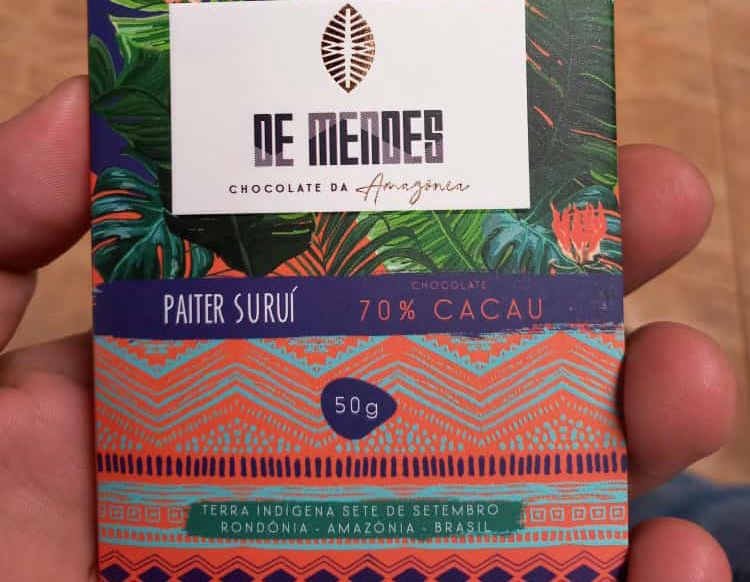 DE MENDES
CHOCOLATE DA Amazônia
PAITER SURUÍ
CHOCOLATE
70% CACAU
50g
TERRA INDÍGENA SETE DE SETEMBRO
RONDÔNIA - AMAZÔNIA - BRASIL